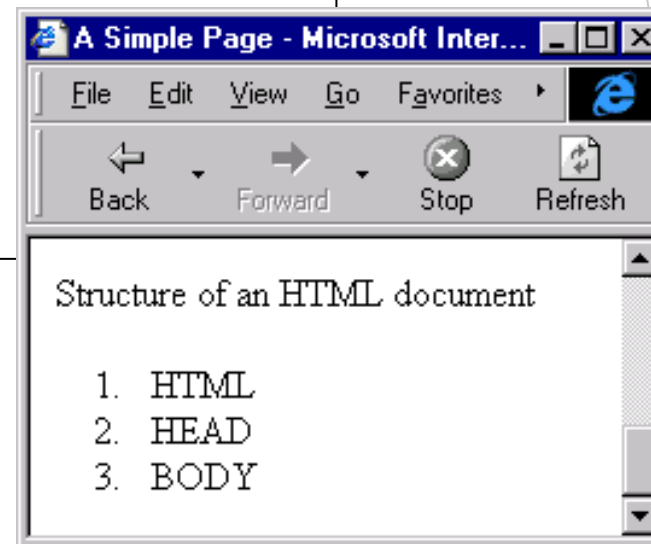 A Simple Page - Microsoft Inter...
File Edit View Go Favorites
Back Forward Stop Refresh
Structure of an HTML document
1. HTML
2. HEAD
3. BODY